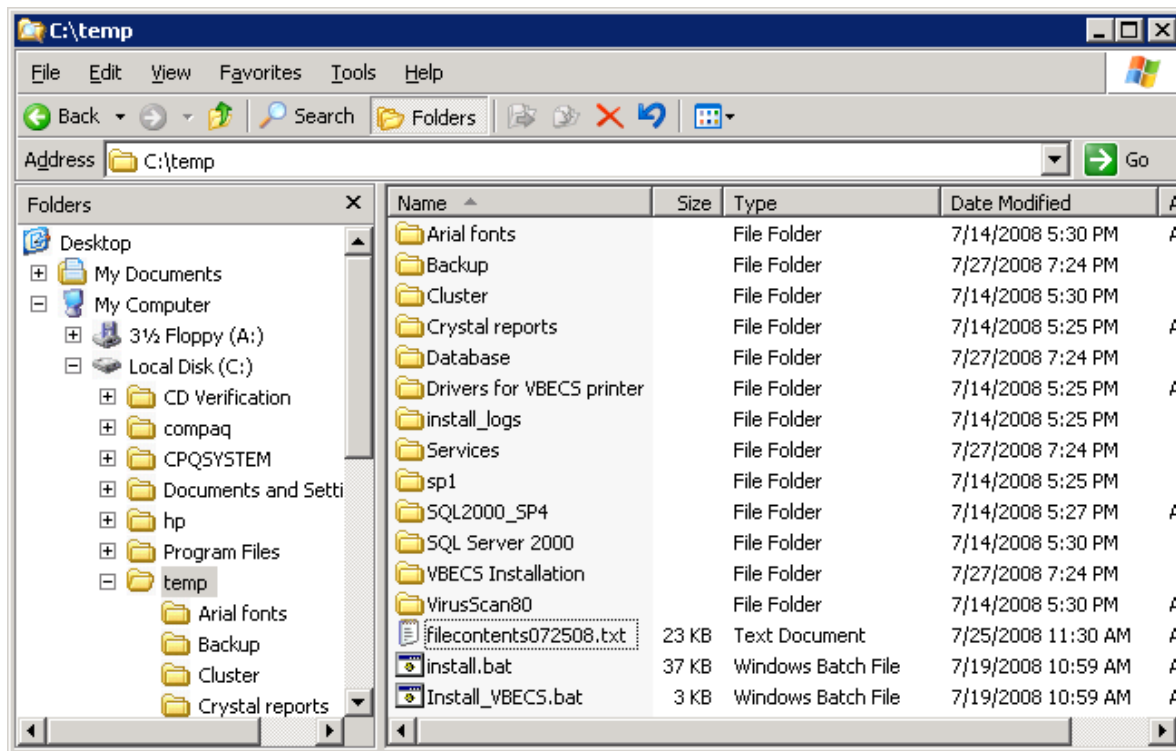 C:\temp
File Edit View Favorites Tools Help
Back Search Folders
Address C:\temp Go
Folders
Desktop
My Documents
My Computer
3½ Floppy (A:)
Local Disk (C:)
CD Verification
compaq
CPQSYSTEM
Documents and Setti
hp
Program Files
temp
Arial fonts
Backup
Cluster
Crystal reports
Name Size Type Date Modified A
Arial fonts File Folder 7/14/2008 5:30 PM A
Backup File Folder 7/27/2008 7:24 PM
Cluster File Folder 7/14/2008 5:30 PM
Crystal reports File Folder 7/14/2008 5:25 PM A
Database File Folder 7/27/2008 7:24 PM
Drivers for VBECS printer File Folder 7/14/2008 5:25 PM A
install_logs File Folder 7/14/2008 5:25 PM
Services File Folder 7/27/2008 7:24 PM
sp1 File Folder 7/14/2008 5:25 PM
SQL2000_SP4 File Folder 7/14/2008 5:27 PM A
SQL Server 2000 File Folder 7/14/2008 5:30 PM
VBECS Installation File Folder 7/27/2008 7:24 PM
VirusScan80 File Folder 7/14/2008 5:30 PM A
filecontents072508.txt 23 KB Text Document 7/25/2008 11:30 AM A
install.bat 37 KB Windows Batch File 7/19/2008 10:59 AM A
Install_VBECS.bat 3 KB Windows Batch File 7/19/2008 10:59 AM A